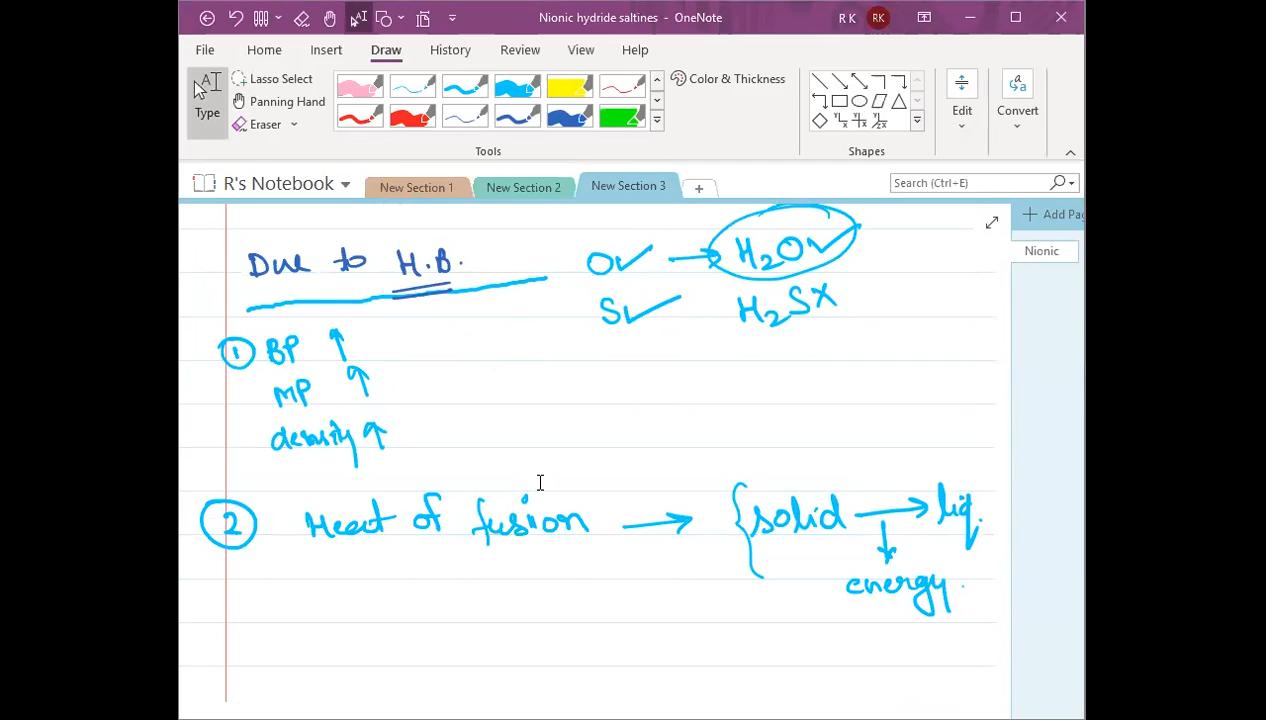 Nionic hydride saltines - OneNote
R K RK
File Home Insert Draw History Review View Help
Type
Lasso Select
Panning Hand
Eraser
Color & Thickness
Edit
Convert
Tools
Shapes
R's Notebook
New Section 1
New Section 2
New Section 3
Search (Ctrl+E)
Add Pag
Nionic
Due to H.B. O✓ → H2O✓
S✓ H2S X
① BP ↑
MP ↑
density ↑
② Heat of fusion → { solid → liq.
energy.